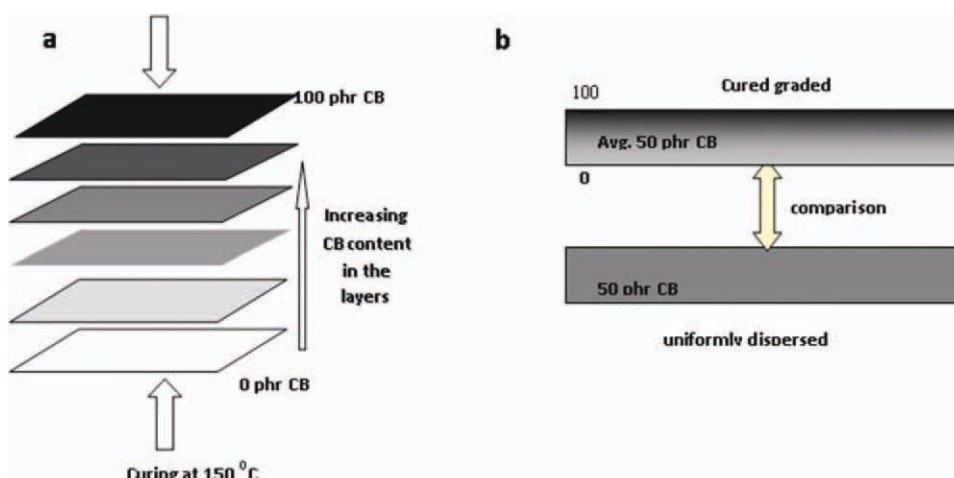 a
100 phr CB
Increasing
CB content
in the
layers
0 phr CB
Curing at 150 °C
b
Cured graded
100
Avg. 50 phr CB
0
comparison
50 phr CB
uniformly dispersed